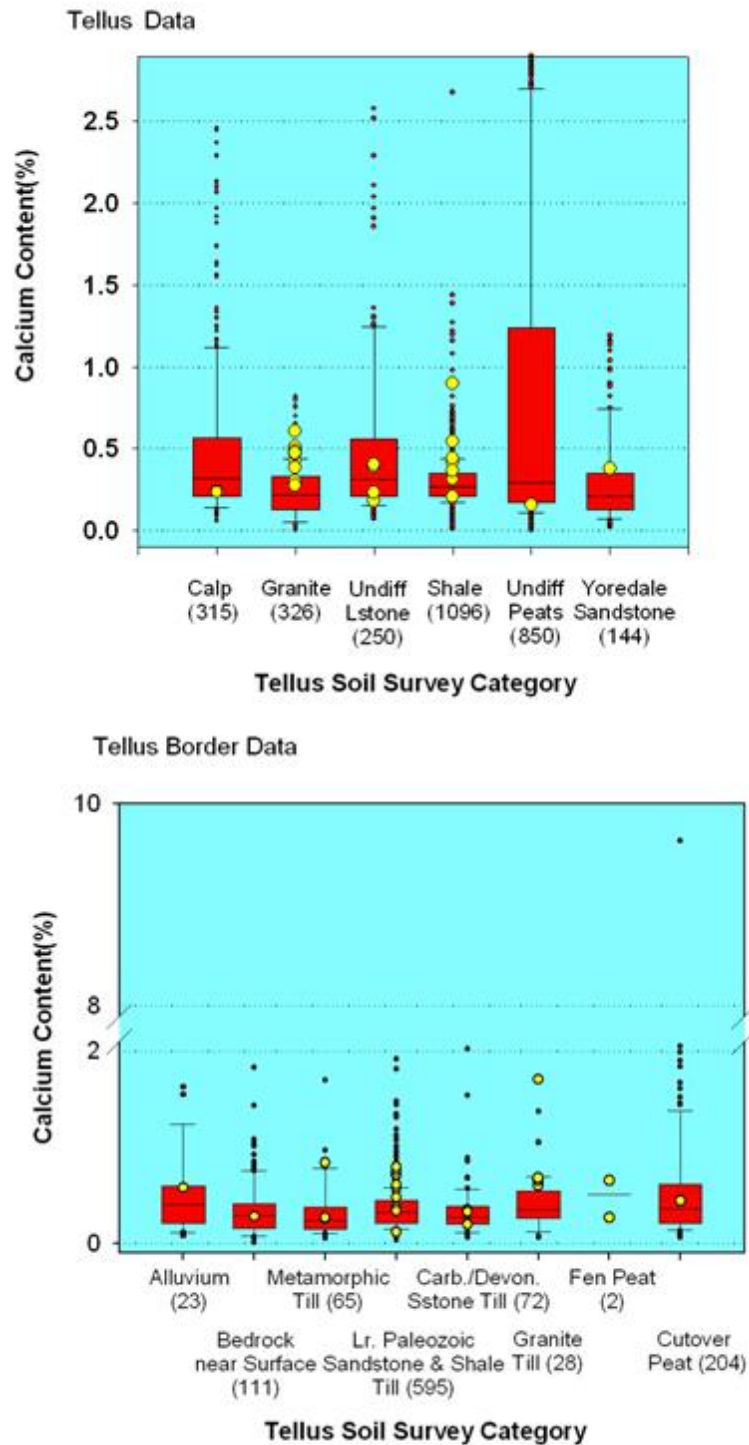 Tellus Data
Calcium Content(%)
2.5
2.0
1.5
1.0
0.5
0.0
Calp Granite Undiff Shale Undiff Yoredale
(315) (326) Lstone (1096) Peats Sandstone
(250) (850) (144)
Tellus Soil Survey Category
Tellus Border Data
Calcium Content(%)
10
8
2
0
Alluvium Metamorphic Carb./Devon. Fen Peat
(23) Till (65) Sstone Till (72) (2)
Bedrock Lr. Paleozoic Granite Cutover
near Surface Sandstone & Shale Till (28) Peat (204)
(111) Till (595)
Tellus Soil Survey Category